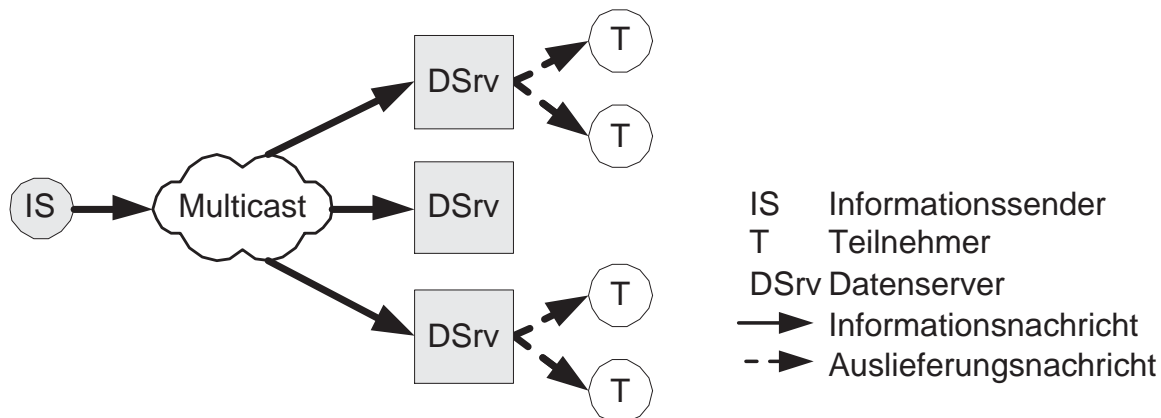 T
DSrv
T
IS
Multicast
DSrv
DSrv
T
T
IS Informationssender
T Teilnehmer
DSrv Datenserver
Informationsnachricht
Auslieferungsnachricht